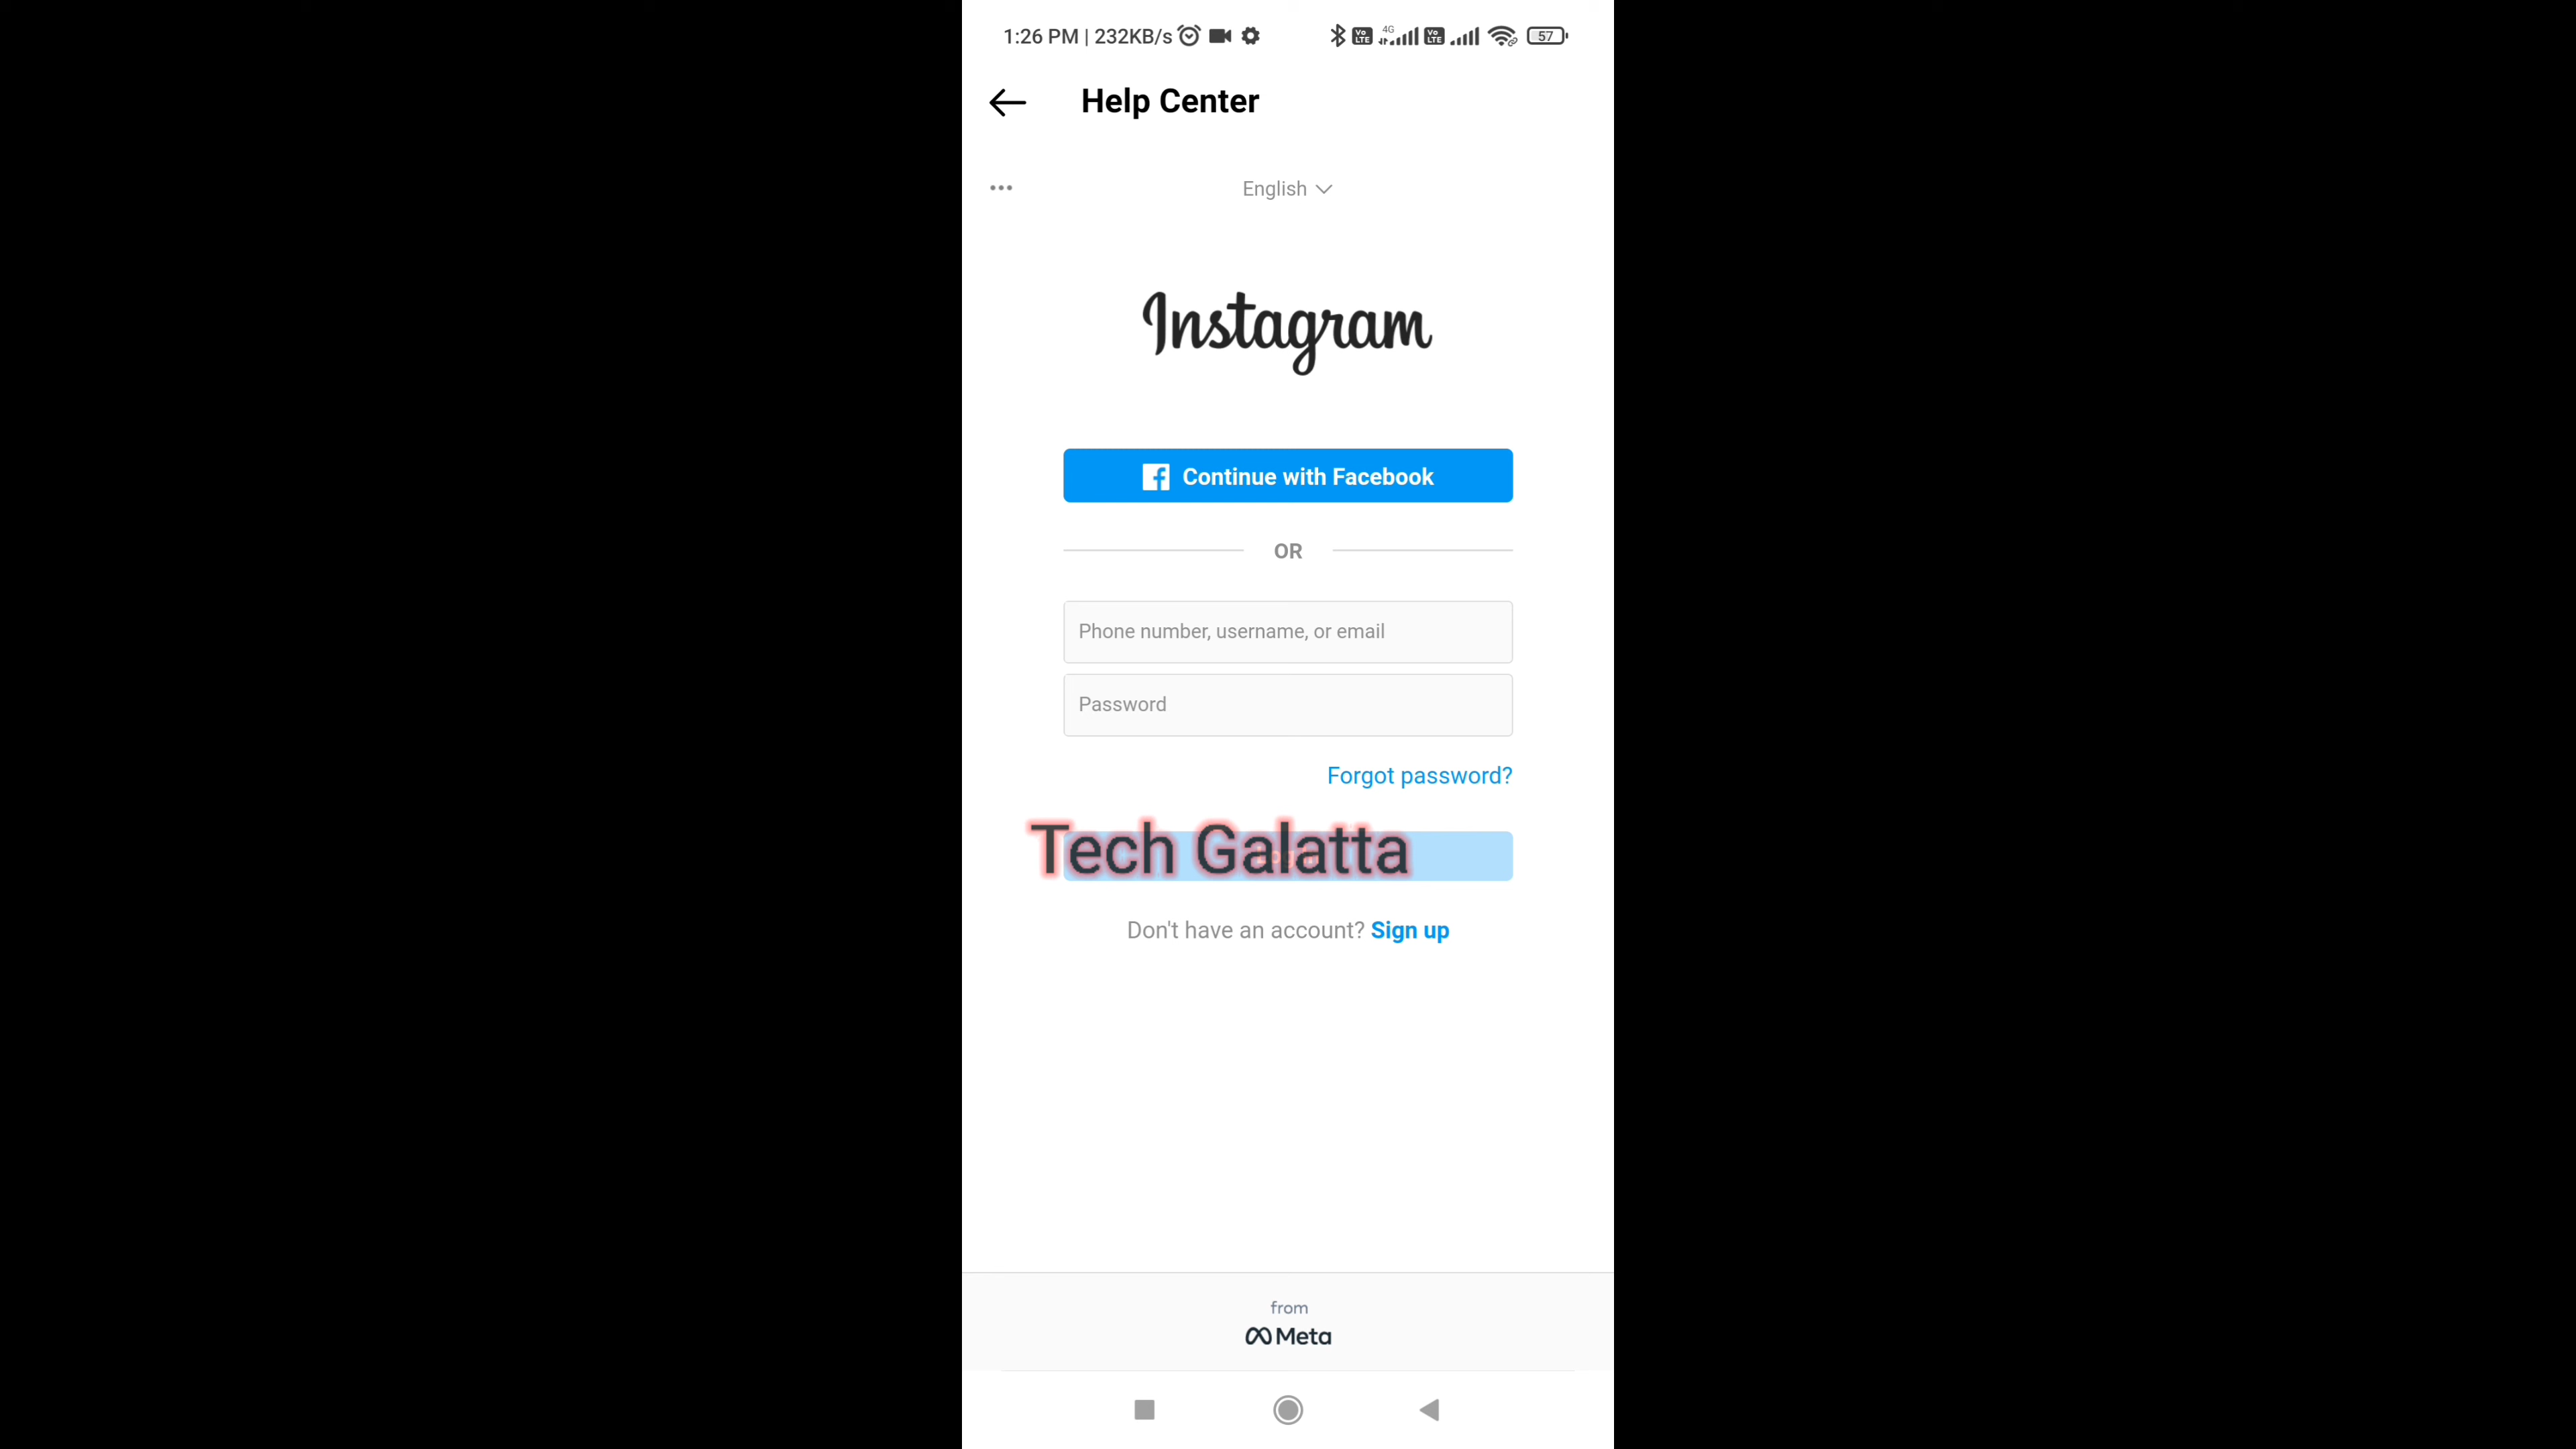 1:26 PM | 232KB/s 4G 57
Help Center
English
Instagram
Continue with Facebook
OR
Phone number, username, or email
Password
Forgot password?
Tech Galatta
Don't have an account? Sign up
from
Meta